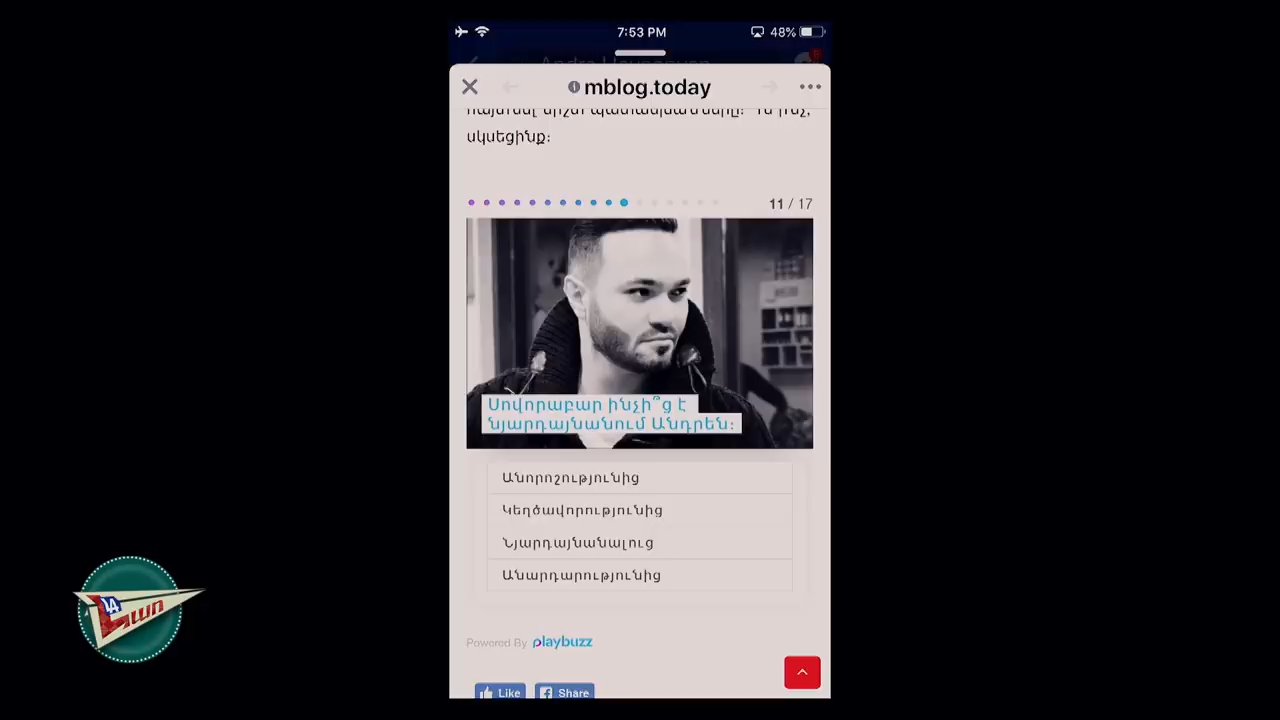 7:53 PM
48%
mblog.today
սկսեցինք։
11 / 17
Սովորաբար ինչի՞ց է
նյարդայնանում Անդրեն։
Անորոշությունից
Կեղծավորությունից
Նյարդայնանալուց
Անարդարությունից
Powered By playbuzz
Like
Share
LA